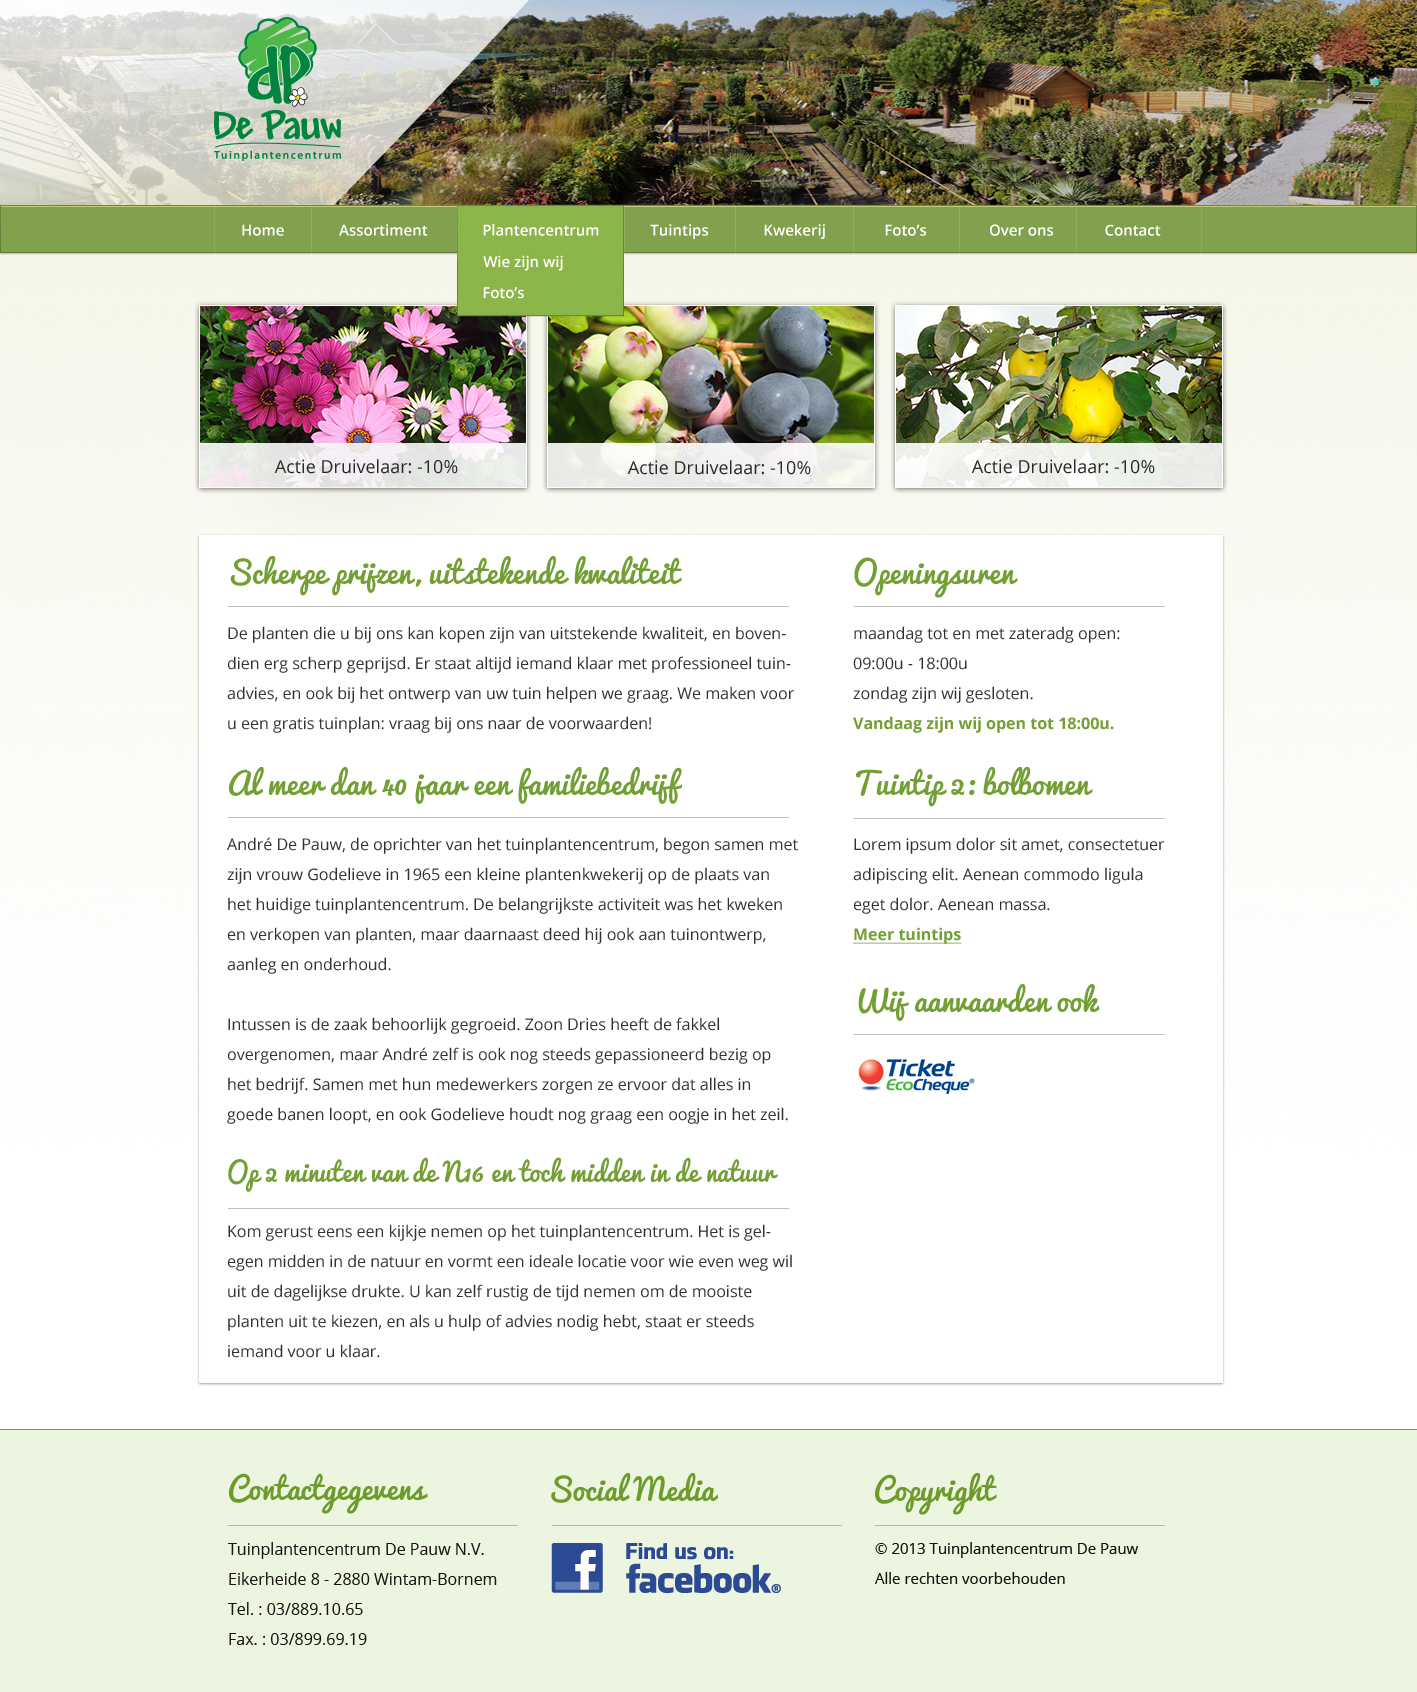 dP
De Pauw
Tuinplantencentrum
Home Assortiment Plantencentrum Tuintips Kwekerij Foto's Over ons Contact
Wie zijn wij
Foto's
Actie Druivelaar: -10% Actie Druivelaar: -10% Actie Druivelaar: -10%
Scherpe prijzen, uitstekende kwaliteit
De planten die u bij ons kan kopen zijn van uitstekende kwaliteit, en boven-
dien erg scherp geprijsd. Er staat altijd iemand klaar met professioneel tuin-
advies, en ook bij het ontwerp van uw tuin helpen we graag. We maken voor
u een gratis tuinplan: vraag bij ons naar de voorwaarden!
Al meer dan 40 jaar een familiebedrijf
André De Pauw, de oprichter van het tuinplantencentrum, begon samen met
zijn vrouw Godelieve in 1965 een kleine plantenkwekerij op de plaats van
het huidige tuinplantencentrum. De belangrijkste activiteit was het kweken
en verkopen van planten, maar daarnaast deed hij ook aan tuinontwerp,
aanleg en onderhoud.
Intussen is de zaak behoorlijk gegroeid. Zoon Dries heeft de fakkel
overgenomen, maar André zelf is ook nog steeds gepassioneerd bezig op
het bedrijf. Samen met hun medewerkers zorgen ze ervoor dat alles in
goede banen loopt, en ook Godelieve houdt nog graag een oogje in het zeil.
Op 2 minuten van de N16 en toch midden in de natuur
Kom gerust eens een kijkje nemen op het tuinplantencentrum. Het is gel-
egen midden in de natuur en vormt een ideale locatie voor wie even weg wil
uit de dagelijkse drukte. U kan zelf rustig de tijd nemen om de mooiste
planten uit te kiezen, en als u hulp of advies nodig hebt, staat er steeds
iemand voor u klaar.
Openingsuren
maandag tot en met zateradg open:
09:00u - 18:00u
zondag zijn wij gesloten.
Vandaag zijn wij open tot 18:00u.
Tuintip 2: bolbomen
Lorem ipsum dolor sit amet, consectetuer
adipiscing elit. Aenean commodo ligula
eget dolor. Aenean massa.
Meer tuintips
Wij aanvaarden ook
Ticket
EcoCheque®
Contactgegevens
Tuinplantencentrum De Pauw N.V.
Eikerheide 8 - 2880 Wintam-Bornem
Tel. : 03/889.10.65
Fax. : 03/899.69.19
Social Media
f Find us on:
facebook®
Copyright
© 2013 Tuinplantencentrum De Pauw
Alle rechten voorbehouden